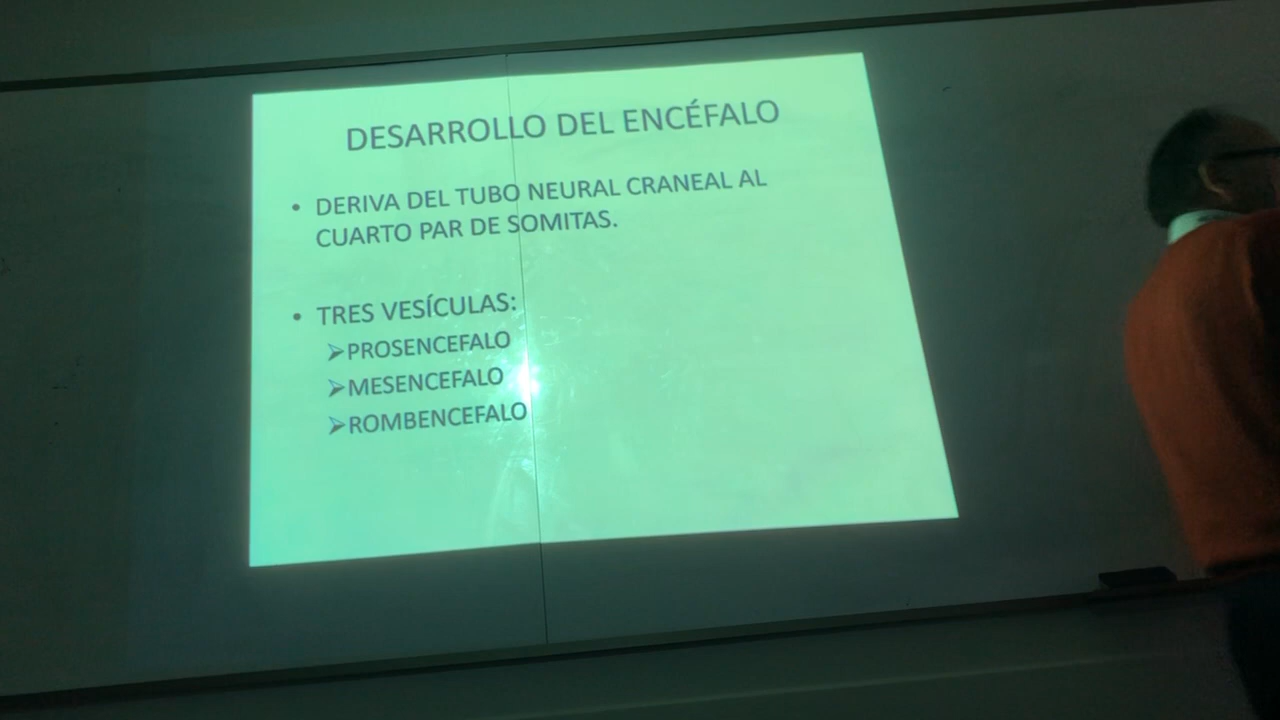 DESARROLLO DEL ENCÉFALO
• DERIVA DEL TUBO NEURAL CRANEAL AL
CUARTO PAR DE SOMITAS.
• TRES VESÍCULAS:
➢PROSENCEFALO
➢MESENCEFALO
➢ROMBENCEFALO